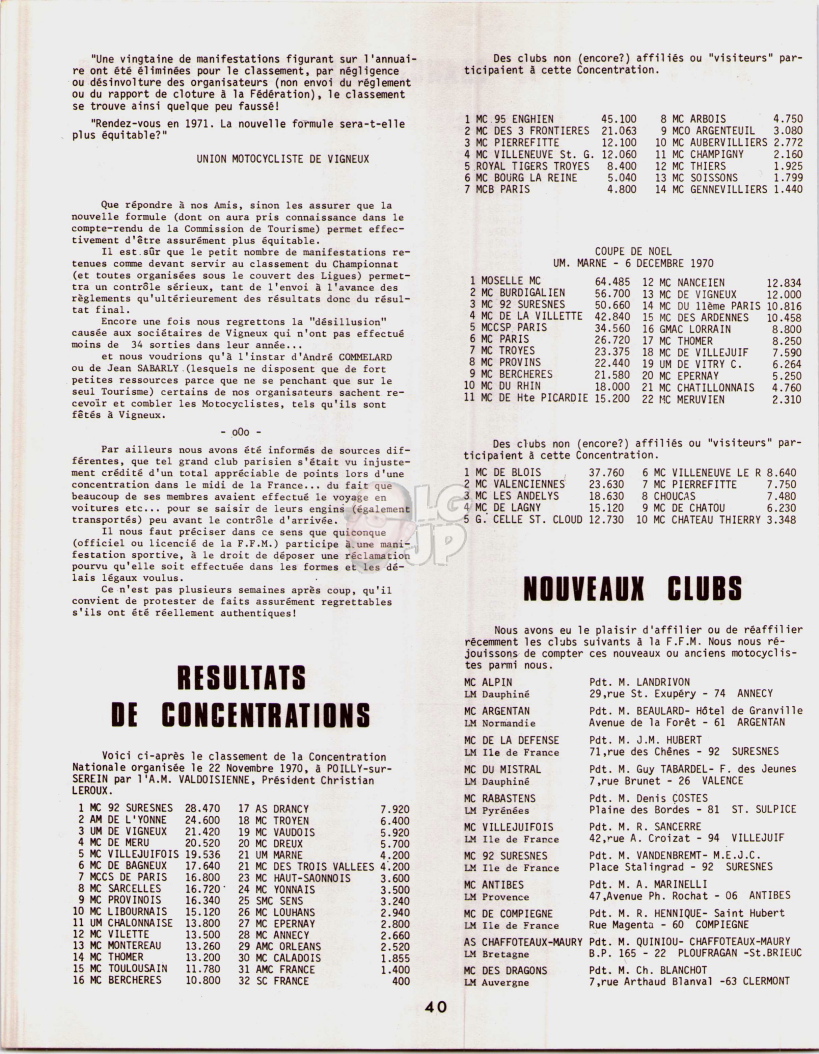 "Une vingtaine de manifestations figurant sur l'annuai-
re ont été éliminées pour le classement, par négligence
ou désinvolture des organisateurs (non envoi du réglement
ou du rapport de cloture à la Fédération), le classement
se trouve ainsi quelque peu faussé!
"Rendez-vous en 1971. La nouvelle formule sera-t-elle
plus équitable?"
UNION MOTOCYCLISTE DE VIGNEUX
Que répondre à nos Amis, sinon les assurer que la
nouvelle formule (dont on aura pris connaissance dans le
compte-rendu de la Commission de Tourisme) permet effec-
tivement d'être assurément plus équitable.
Il est sûr que le petit nombre de manifestations re-
tenues comme devant servir au classement du Championnat
(et toutes organisées sous le couvert des Ligues) permet-
tra un contrôle sérieux, tant de l'envoi à l'avance des
règlements qu'ultérieurement des résultats donc du résul-
tat final.
Encore une fois nous regrettons la "désillusion"
causée aux sociétaires de Vigneux qui n'ont pas effectué
moins de 34 sorties dans leur année...
et nous voudrions qu'à l'instar d'André COMMELARD
ou de Jean SABARLY (lesquels ne disposent que de fort
petites ressources parce que ne se penchant que sur le
seul Tourisme) certains de nos organisateurs sachent re-
cevoir et combler les Motocyclistes, tels qu'ils sont
fêtés à Vigneux.
- oOo -
Par ailleurs nous avons été informés de sources dif-
férentes, que tel grand club parisien s'était vu injuste-
ment crédité d'un total appréciable de points lors d'une
concentration dans le midi de la France... du fait que
beaucoup de ses membres avaient effectué le voyage en
voitures etc... pour se saisir de leurs engins (également
transportés) peu avant le contrôle d'arrivée.
Il nous faut préciser dans ce sens que quiconque
(officiel ou licencié de la F.F.M.) participe à une mani-
festation sportive, à le droit de déposer une réclamation
pourvu qu'elle soit effectuée dans les formes et les dé-
lais légaux voulus.
Ce n'est pas plusieurs semaines après coup, qu'il
convient de protester de faits assurément regrettables
s'ils ont été réellement authentiques!
RESULTATS
DE CONCENTRATIONS
Voici ci-après le classement de la Concentration
Nationale organisée le 22 Novembre 1970, à POILLY-sur-
SEREIN par l'A.M. VALDOISIENNE, Président Christian
LEROUX.
1 MC 92 SURESNES 28.470 17 AS DRANCY 7.920
2 AM DE L'YONNE 24.600 18 MC TROYEN 6.400
3 UM DE VIGNEUX 21.420 19 MC VAUDOIS 5.920
4 MC DE MERU 20.520 20 MC DREUX 5.700
5 MC VILLEJUIFOIS 19.536 21 UM MARNE 4.200
6 MC DE BAGNEUX 17.640 21 MC DES TROIS VALLEES 4.200
7 MCCS DE PARIS 16.800 23 MC HAUT-SAONNOIS 3.600
8 MC SARCELLES 16.720 24 MC YONNAIS 3.500
9 MC PROVINOIS 16.340 25 SMC SENS 3.240
10 MC LIBOURNAIS 15.120 26 MC LOUHANS 2.940
11 UM CHALONNAISE 13.800 27 MC EPERNAY 2.800
12 MC VILETTE 13.500 28 MC ANNECY 2.660
13 MC MONTEREAU 13.260 29 AMC ORLEANS 2.520
14 MC THOMER 13.200 30 MC CALADOIS 1.855
15 MC TOULOUSAIN 11.780 31 AMC FRANCE 1.400
16 MC BERCHERES 10.800 32 SC FRANCE 400
Des clubs non (encore?) affiliés ou "visiteurs" par-
ticipaient à cette Concentration.
1 MC 95 ENGHIEN 45.100 8 MC ARBOIS 4.750
2 MC DES 3 FRONTIERES 21.063 9 MCO ARGENTEUIL 3.080
3 MC PIERREFITTE 12.100 10 MC AUBERVILLIERS 2.772
4 MC VILLENEUVE St. G. 12.060 11 MC CHAMPIGNY 2.160
5 ROYAL TIGERS TROYES 8.400 12 MC THIERS 1.925
6 MC BOURG LA REINE 5.040 13 MC SOISSONS 1.799
7 MCB PARIS 4.800 14 MC GENNEVILLIERS 1.440
COUPE DE NOEL
UM. MARNE - 6 DECEMBRE 1970
1 MOSELLE MC 64.485 12 MC NANCEIEN 12.834
2 MC BURDIGALIEN 56.700 13 MC DE VIGNEUX 12.000
3 MC 92 SURESNES 50.660 14 MC DU 11ème PARIS 10.816
4 MC DE LA VILLETTE 42.840 15 MC DES ARDENNES 10.458
5 MCCSP PARIS 34.560 16 GMAC LORRAIN 8.800
6 MC PARIS 26.720 17 MC THOMER 8.250
7 MC TROYES 23.375 18 MC DE VILLEJUIF 7.590
8 MC PROVINS 22.440 19 UM DE VITRY C. 6.264
9 MC BERCHERES 21.580 20 MC EPERNAY 5.250
10 MC DU RHIN 18.000 21 MC CHATILLONNAIS 4.760
11 MC DE Hte PICARDIE 15.200 22 MC MERUVIEN 2.310
Des clubs non (encore?) affiliés ou "visiteurs" par-
ticipaient à cette Concentration.
1 MC DE BLOIS 37.760 6 MC VILLENEUVE LE R 8.640
2 MC VALENCIENNES 23.630 7 MC PIERREFITTE 7.750
3 MC LES ANDELYS 18.630 8 CHOUCAS 7.480
4 MC DE LAGNY 15.120 9 MC DE CHATOU 6.230
5 G. CELLE ST. CLOUD 12.730 10 MC CHATEAU THIERRY 3.348
NOUVEAUX CLUBS
Nous avons eu le plaisir d'affilier ou de réaffilier
récemment les clubs suivants à la F.F.M. Nous nous ré-
jouissons de compter ces nouveaux ou anciens motocyclis-
tes parmi nous.
MC ALPIN Pdt. M. LANDRIVON
LM Dauphiné 29,rue St. Exupéry - 74 ANNECY
MC ARGENTAN Pdt. M. BEAULARD- Hôtel de Granville
LM Normandie Avenue de la Forêt - 61 ARGENTAN
MC DE LA DEFENSE Pdt. M. J.M. HUBERT
LM Ile de France 71,rue des Chênes - 92 SURESNES
MC DU MISTRAL Pdt. M. Guy TABARDEL- F. des Jeunes
LM Dauphiné 7,rue Brunet - 26 VALENCE
MC RABASTENS Pdt. M. Denis COSTES
LM Pyrénées Plaine des Bordes - 81 ST. SULPICE
MC VILLEJUIFOIS Pdt. M. R. SANCERRE
LM Ile de France 42,rue A. Croizat - 94 VILLEJUIF
MC 92 SURESNES Pdt. M. VANDENBREMT- M.E.J.C.
LM Ile de France Place Stalingrad - 92 SURESNES
MC ANTIBES Pdt. M. A. MARINELLI
LM Provence 47,Avenue Ph. Rochat - 06 ANTIBES
MC DE COMPIEGNE Pdt. M. R. HENNIQUE- Saint Hubert
LM Ile de France Rue Magenta - 60 COMPIEGNE
AS CHAFFOTEAUX-MAURY Pdt. M. QUINIOU- CHAFFOTEAUX-MAURY
LM Bretagne B.P. 165 - 22 PLOUFRAGAN -St.BRIEUC
MC DES DRAGONS Pdt. M. Ch. BLANCHOT
LM Auvergne 7,rue Arthaud Blanval -63 CLERMONT
40
LG
JP